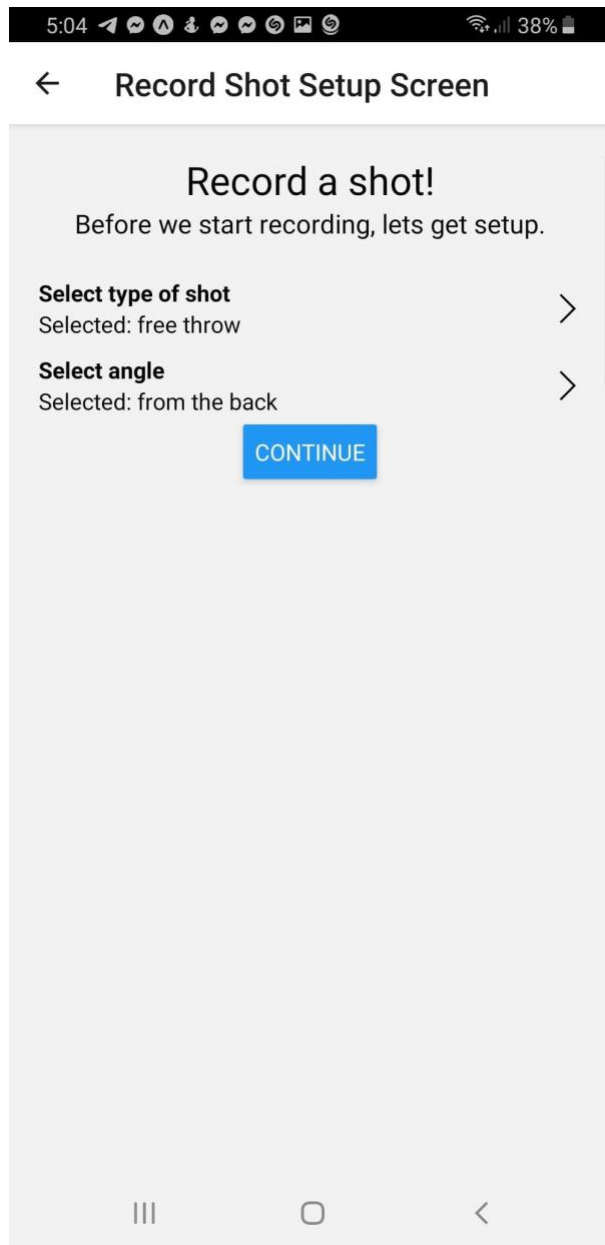 5:04 38%
Record Shot Setup Screen
Record a shot!
Before we start recording, lets get setup.
Select type of shot
Selected: free throw
Select angle
Selected: from the back
CONTINUE